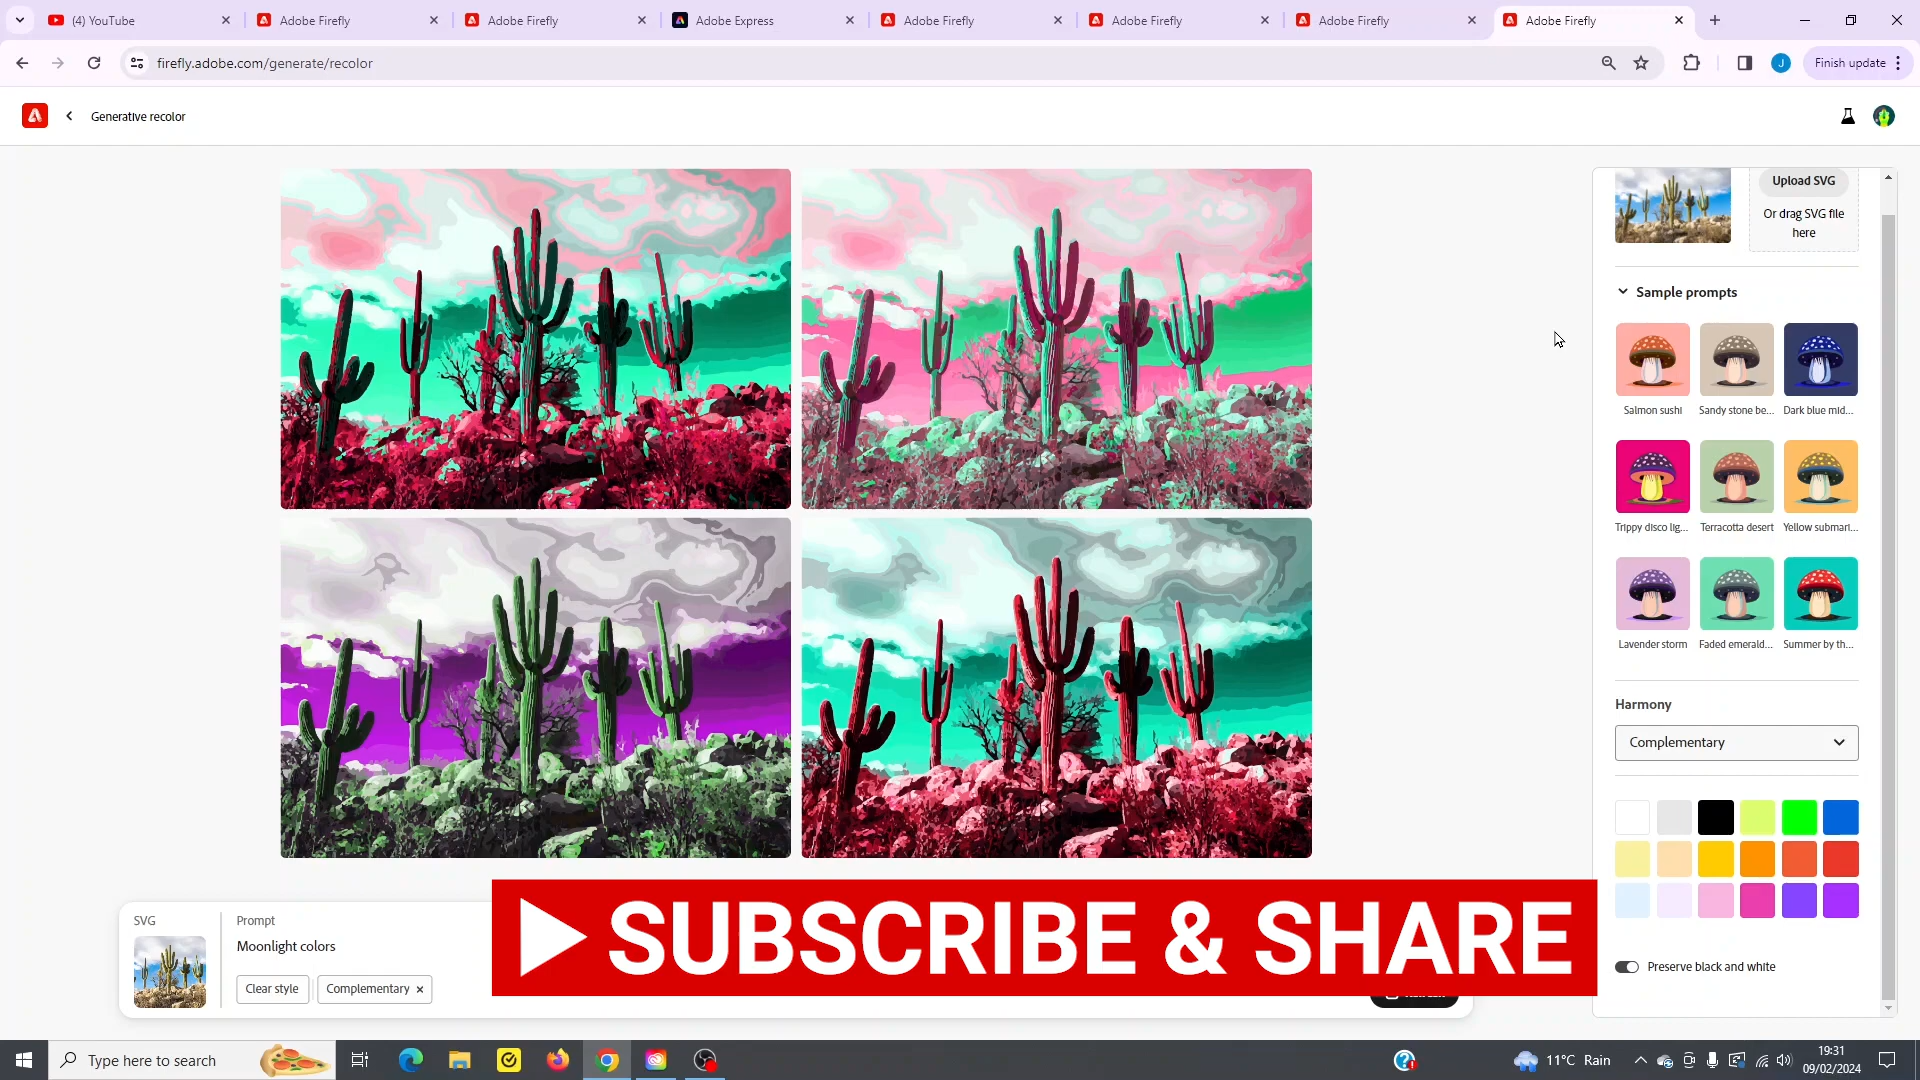 (4) YouTube
Adobe Firefly
Adobe Firefly
Adobe Express
Adobe Firefly
Adobe Firefly
Adobe Firefly
Adobe Firefly
firefly.adobe.com/generate/recolor
J
Finish update
Generative recolor
Upload SVG
Or drag SVG file
here
Sample prompts
Salmon sushi
Sandy stone be...
Dark blue mid...
Trippy disco lig...
Terracotta desert
Yellow submari...
Lavender storm
Faded emerald...
Summer by th...
Harmony
Complementary
Preserve black and white
SVG
Prompt
Moonlight colors
Clear style
Complementary
SUBSCRIBE & SHARE
Type here to search
11°C Rain
19:31
09/02/2024